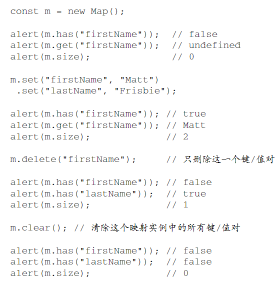 const m = new Map();
alert(m.has("firstName")); // false
alert(m.get("firstName")); // undefined
alert(m.size); // 0
m.set("firstName", "Matt")
.set("lastName", "Frisbie");
alert(m.has("firstName")); // true
alert(m.get("firstName")); // Matt
alert(m.size); // 2
m.delete("firstName"); // 只删除这一个键/值对
alert(m.has("firstName")); // false
alert(m.has("lastName")); // true
alert(m.size); // 1
m.clear(); // 清除这个映射实例中的所有键/值对
alert(m.has("firstName")); // false
alert(m.has("lastName")); // false
alert(m.size); // 0